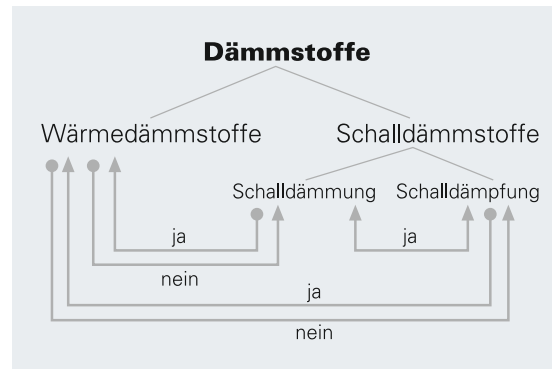 Dämmstoffe
Wärmedämmstoffe Schalldämmstoffe
Schalldämmung Schalldämpfung
ja ja
nein
ja
nein